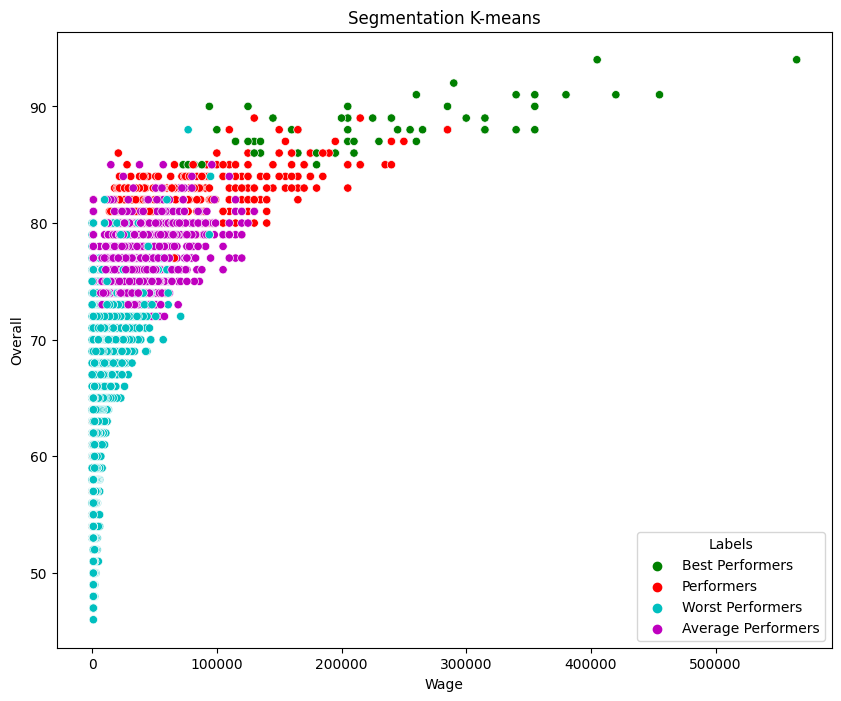 Segmentation K-means
Overall
90
80
70
60
50
Labels
Best Performers
Performers
Worst Performers
Average Performers
0 100000 200000 300000 400000 500000
Wage